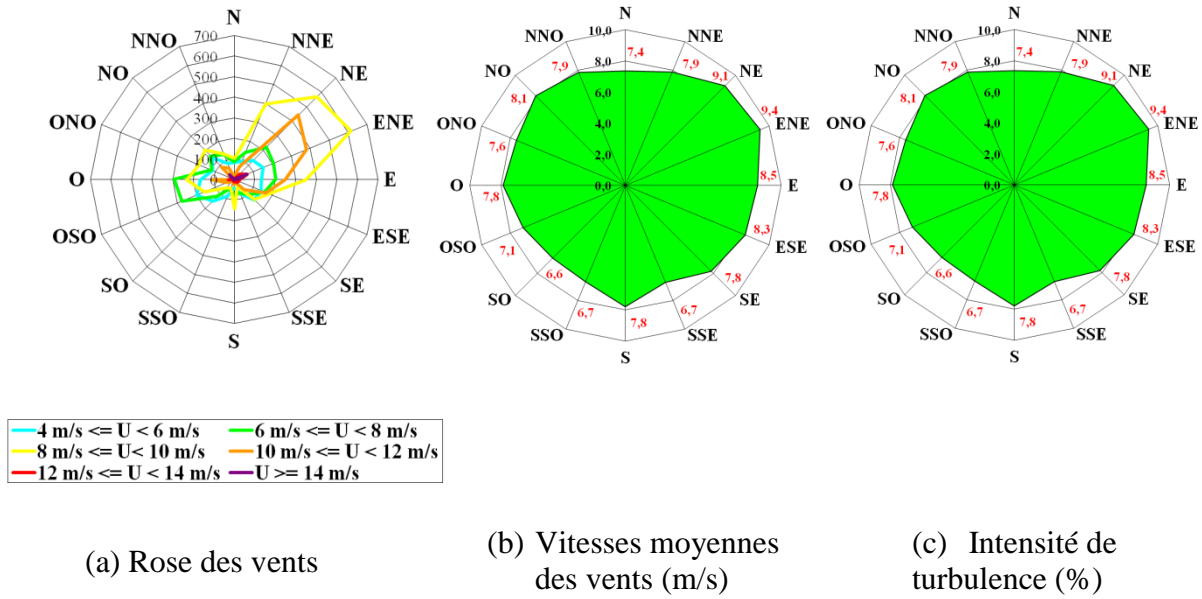 N
NNE
NE
ENE
E
ESE
SE
SSE
S
SSO
SO
OSO
O
ONO
NO
NNO
700
600
500
400
300
200
100
0
N
NNE
NE
ENE
E
ESE
SE
SSE
S
SSO
SO
OSO
O
ONO
NO
NNO
10,0
8,0
6,0
4,0
2,0
0,0
7,4
7,9
9,1
9,4
8,5
8,3
7,8
6,7
7,8
6,7
6,6
7,1
7,8
7,6
8,1
7,9
N
NNE
NE
ENE
E
ESE
SE
SSE
S
SSO
SO
OSO
O
ONO
NO
NNO
10,0
8,0
6,0
4,0
2,0
0,0
7,4
7,9
9,1
9,4
8,5
8,3
7,8
6,7
7,8
6,7
6,6
7,1
7,8
7,6
8,1
7,9
4 m/s <= U < 6 m/s
6 m/s <= U < 8 m/s
8 m/s <= U< 10 m/s
10 m/s <= U < 12 m/s
12 m/s <= U < 14 m/s
U >= 14 m/s
(a) Rose des vents
(b) Vitesses moyennes
des vents (m/s)
(c) Intensité de
turbulence (%)